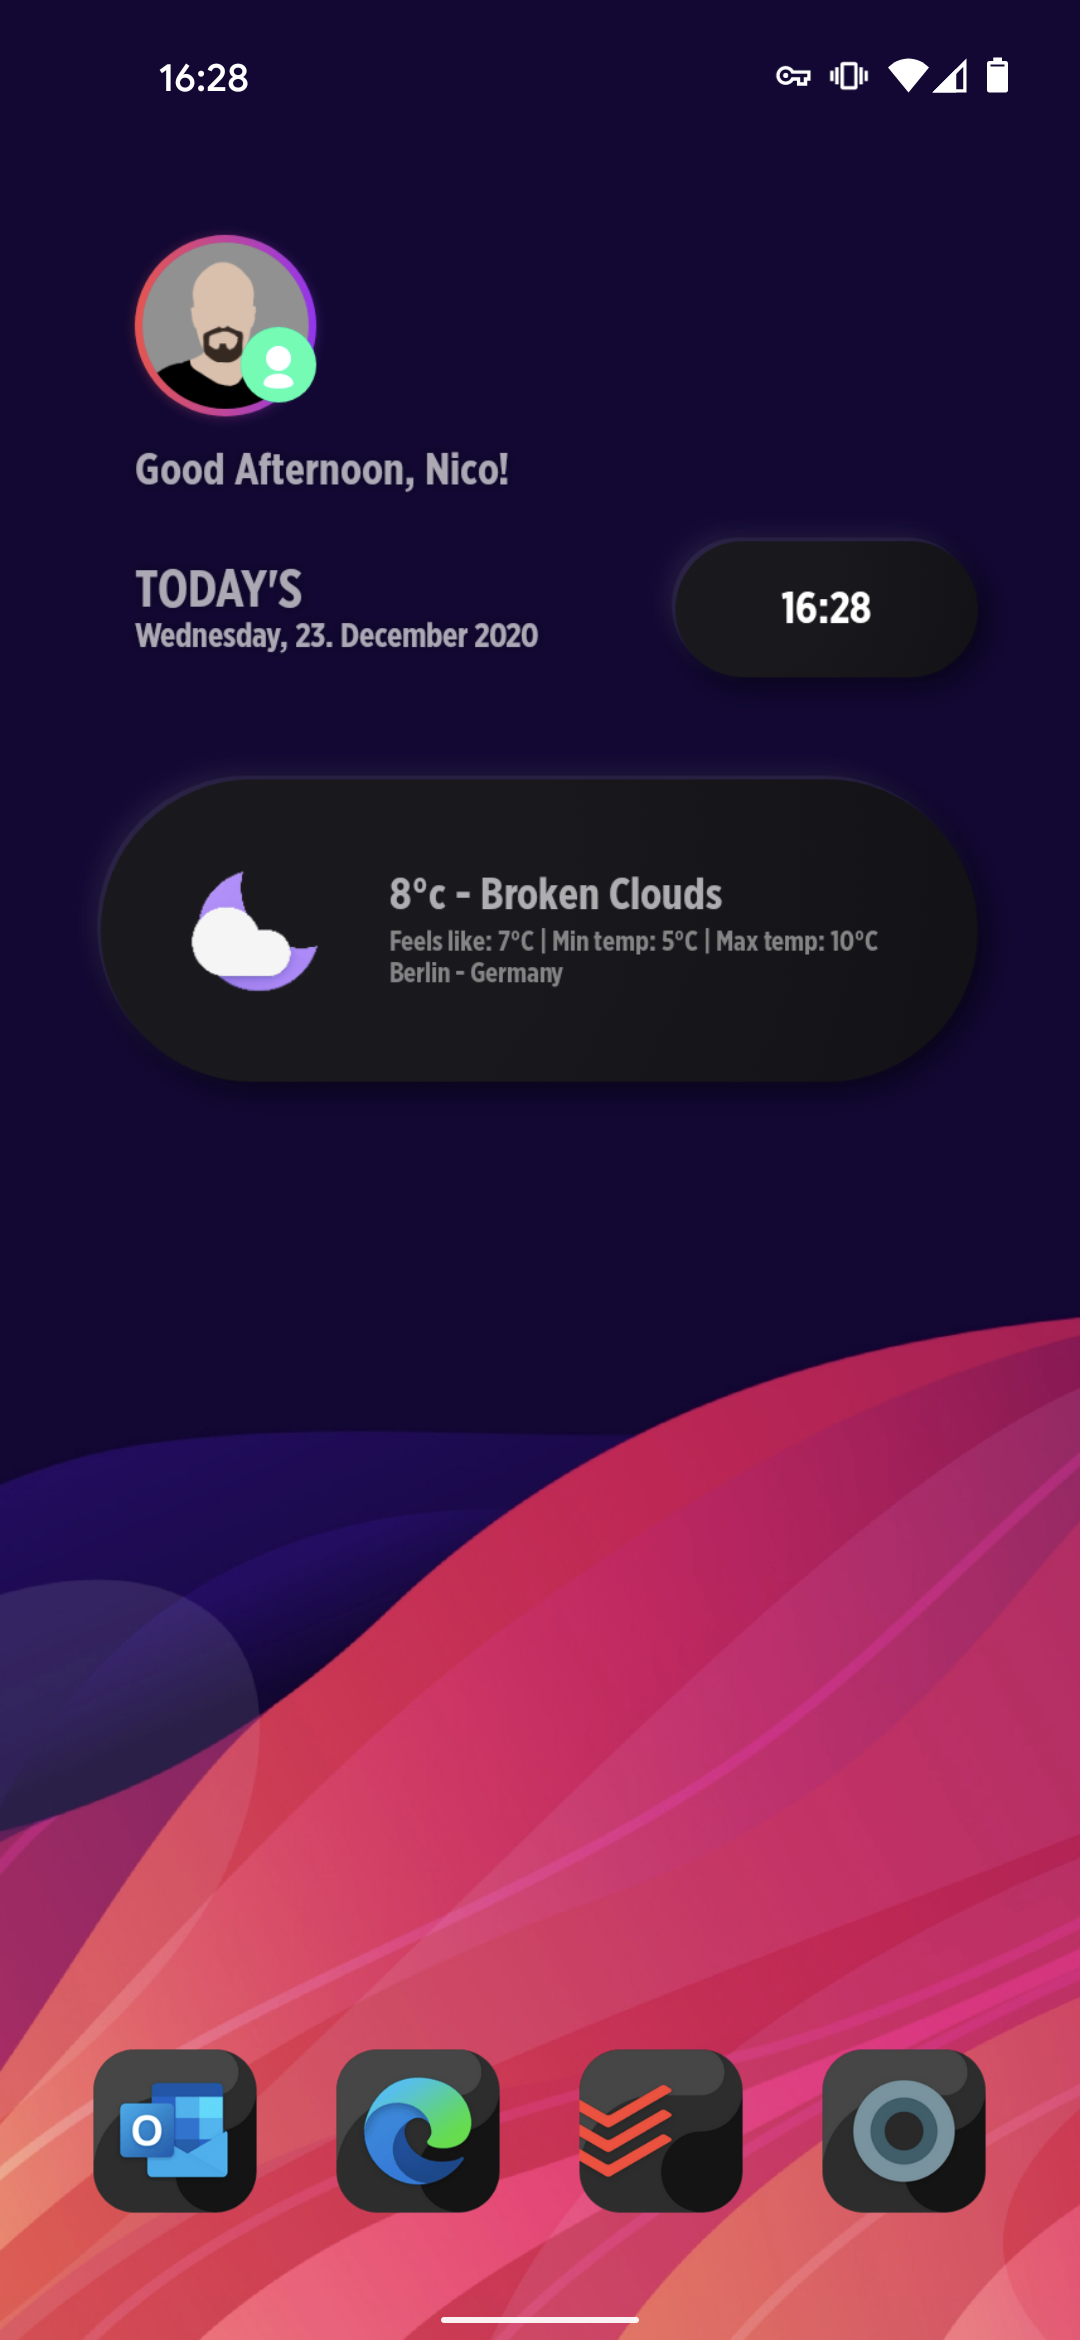 16:28
Good Afternoon, Nico!
TODAY'S
Wednesday, 23. December 2020
16:28
8°c - Broken Clouds
Feels like: 7°C | Min temp: 5°C | Max temp: 10°C
Berlin - Germany
O